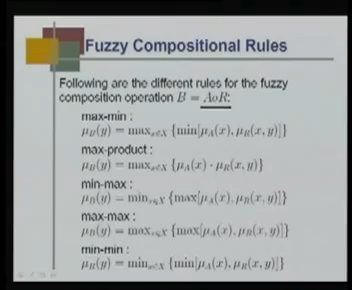 Fuzzy Compositional Rules
Following are the different rules for the fuzzy
composition operation B = AoR:
max-min :
μB(y) = maxx∈X {min[μA(x), μR(x, y)]}
max-product :
μB(y) = maxx∈X {μA(x) · μR(x, y)}
min-max :
μB(y) = minx∈X {max[μA(x), μR(x, y)]}
max-max :
μB(y) = maxx∈X {max[μA(x), μR(x, y)]}
min-min :
μB(y) = minx∈X {min[μA(x), μR(x, y)]}